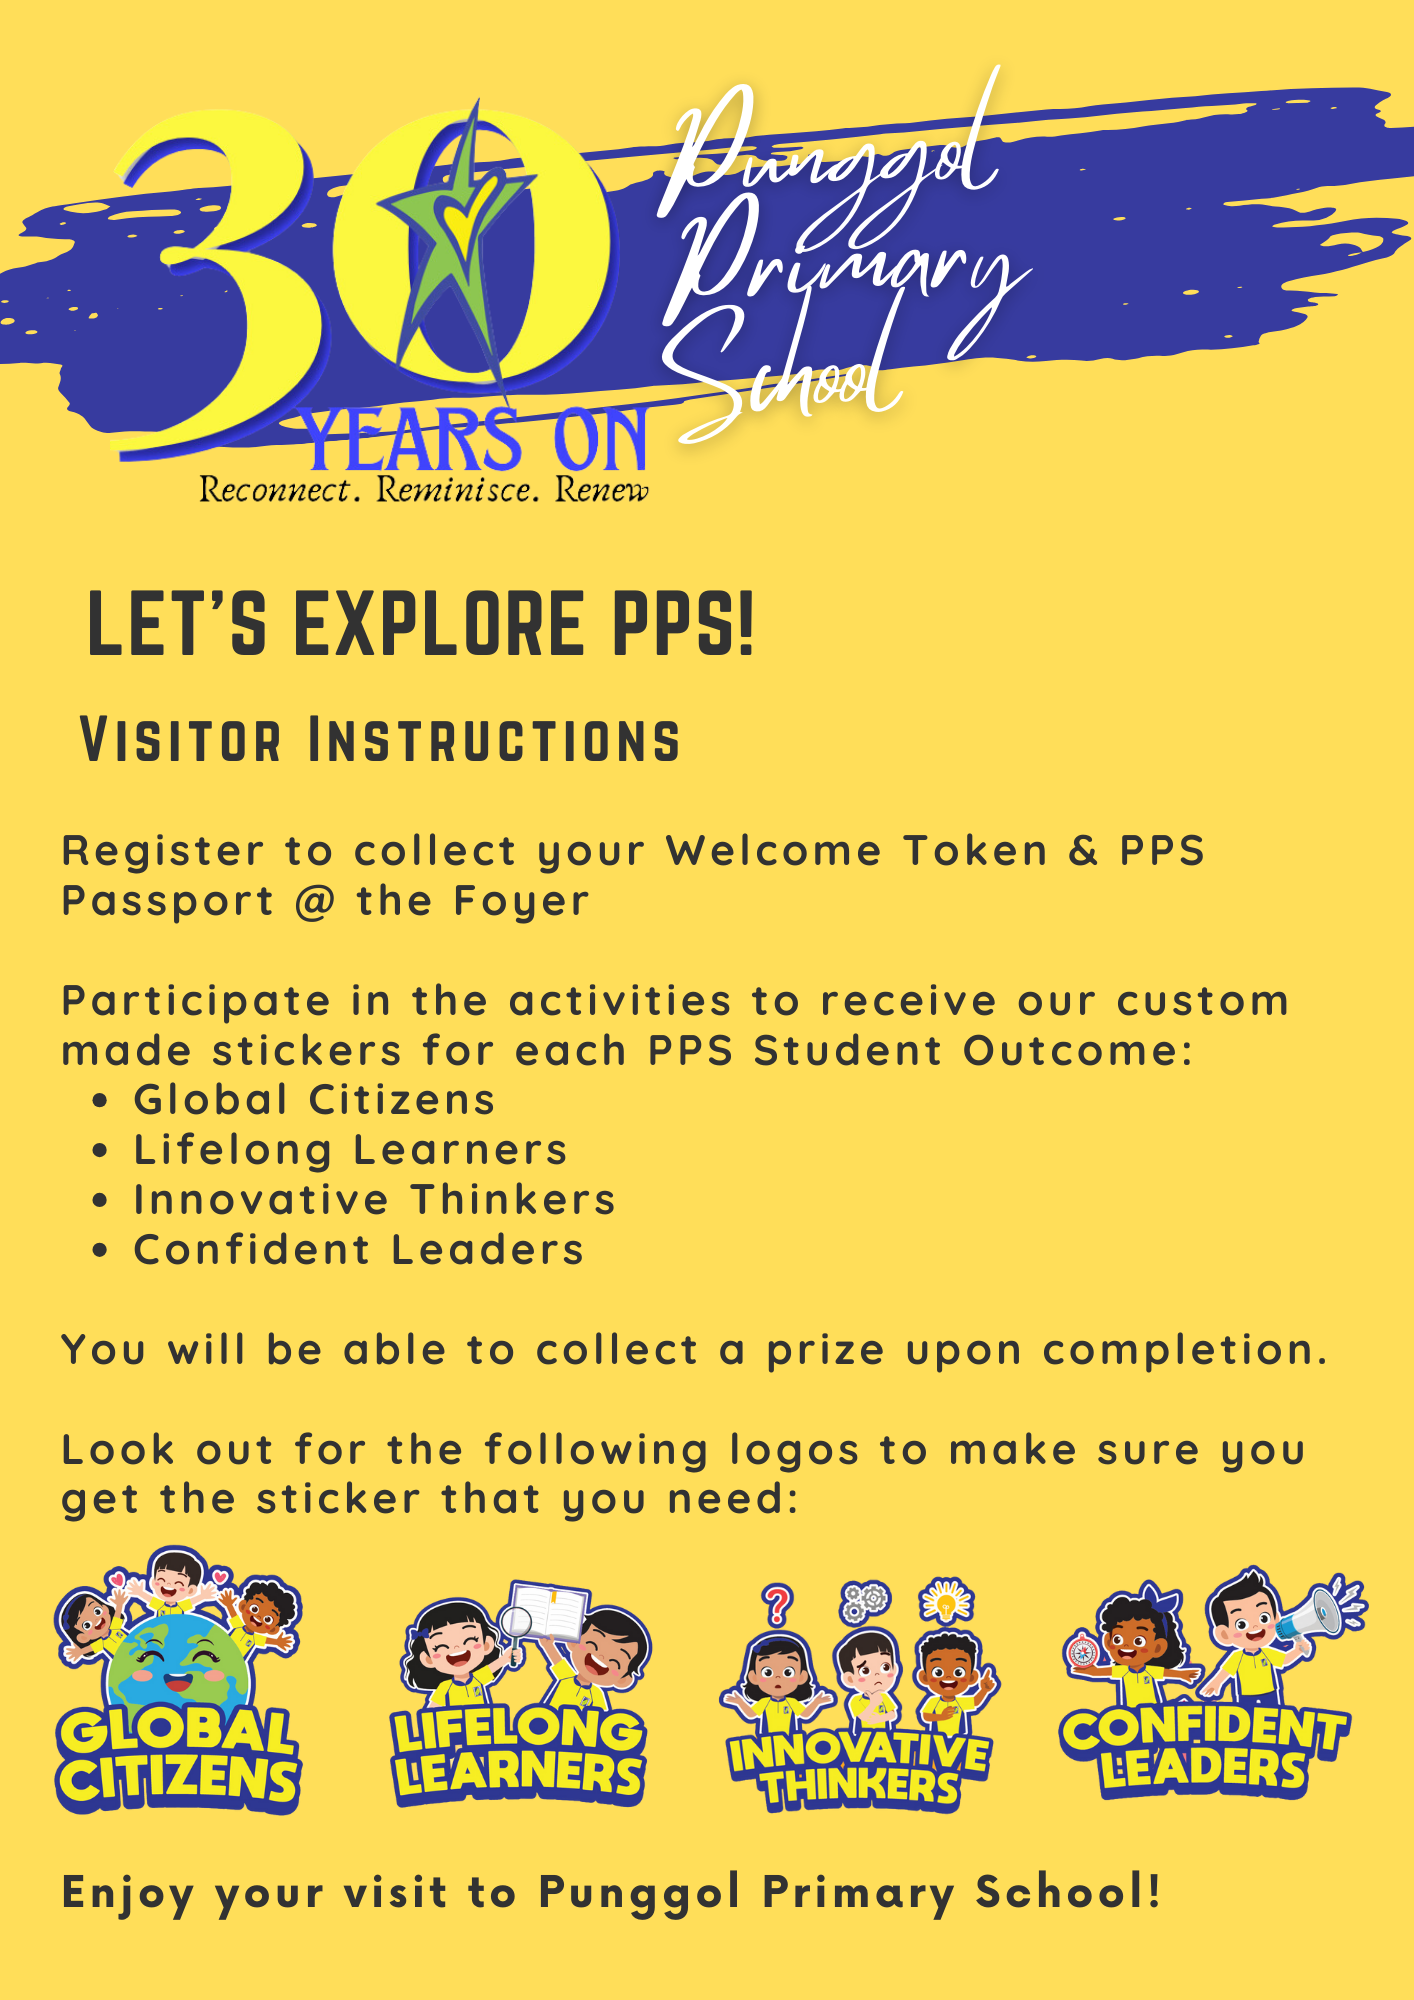 30
Punggol
Primary
School
YEARS ON
Reconnect. Reminisce. Renew
LET'S EXPLORE PPS!
VISITOR INSTRUCTIONS
Register to collect your Welcome Token & PPS
Passport @ the Foyer
Participate in the activities to receive our custom
made stickers for each PPS Student Outcome:
• Global Citizens
• Lifelong Learners
• Innovative Thinkers
• Confident Leaders
You will be able to collect a prize upon completion.
Look out for the following logos to make sure you
get the sticker that you need:
GLOBAL
CITIZENS
LIFELONG
LEARNERS
?
INNOVATIVE
THINKERS
CONFIDENT
LEADERS
Enjoy your visit to Punggol Primary School!